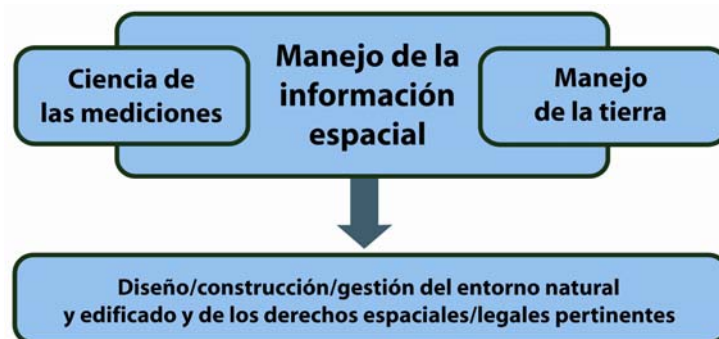 Ciencia de
las mediciones
Manejo de la
información
espacial
Manejo
de la tierra
Diseño/construcción/gestión del entorno natural
y edificado y de los derechos espaciales/legales pertinentes